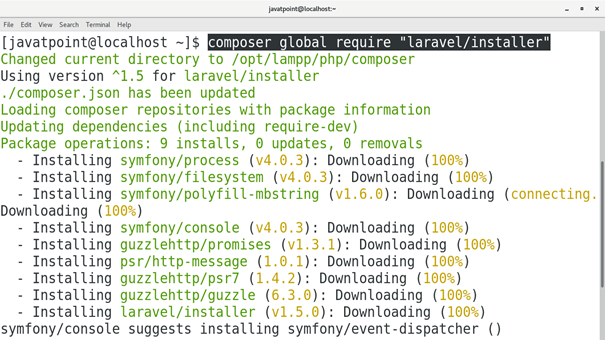 javatpoint@localhost:~
File Edit View Search Terminal Help
[javatpoint@localhost ~]$ composer global require "laravel/installer"
Changed current directory to /opt/lampp/php/composer
Using version ^1.5 for laravel/installer
./composer.json has been updated
Loading composer repositories with package information
Updating dependencies (including require-dev)
Package operations: 9 installs, 0 updates, 0 removals
- Installing symfony/process (v4.0.3): Downloading (100%)
- Installing symfony/filesystem (v4.0.3): Downloading (100%)
- Installing symfony/polyfill-mbstring (v1.6.0): Downloading (connecting.
Downloading (100%)
- Installing symfony/console (v4.0.3): Downloading (100%)
- Installing guzzlehttp/promises (v1.3.1): Downloading (100%)
- Installing psr/http-message (1.0.1): Downloading (100%)
- Installing guzzlehttp/psr7 (1.4.2): Downloading (100%)
- Installing guzzlehttp/guzzle (6.3.0): Downloading (100%)
- Installing laravel/installer (v1.5.0): Downloading (100%)
symfony/console suggests installing symfony/event-dispatcher ()